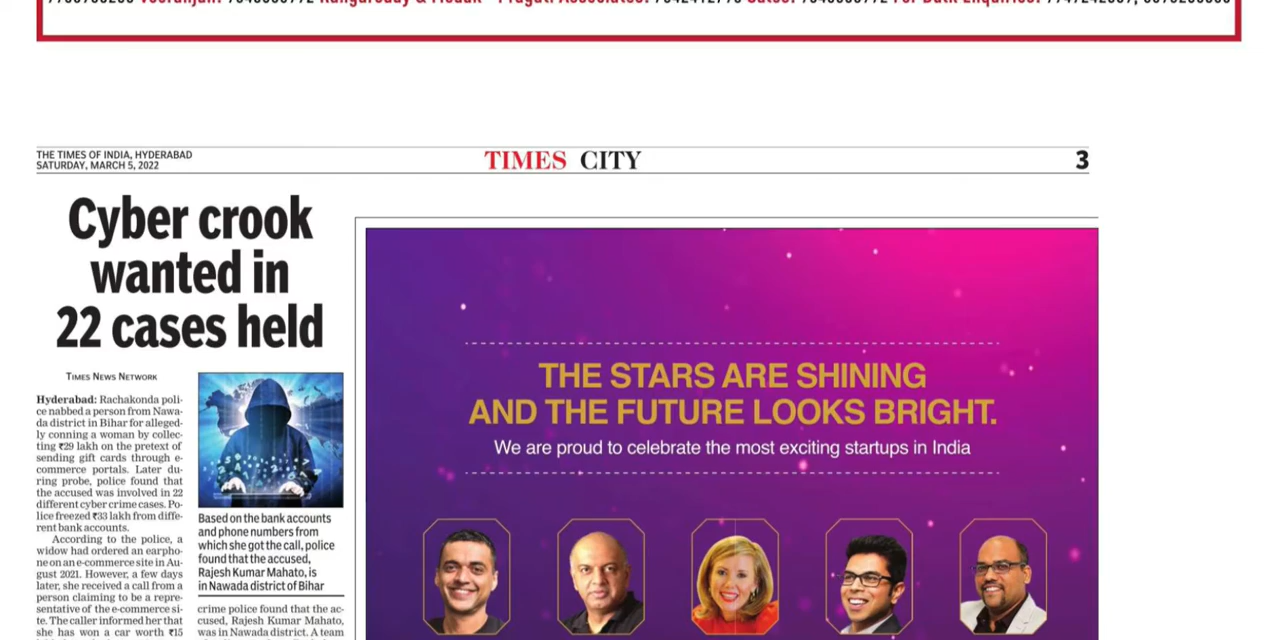 THE TIMES OF INDIA, HYDERABAD
SATURDAY, MARCH 5, 2022
TIMES CITY
3
Cyber crook
wanted in
22 cases held
TIMES NEWS NETWORK
Hyderabad: Rachakonda poli-
ce nabbed a person from Nawa-
da district in Bihar for alleged-
ly conning a woman by collec-
ting ₹29 lakh on the pretext of
sending gift cards through e-
commerce portals. Later du-
ring probe, police found that
the accused was involved in 22
different cyber crime cases. Po-
lice freezed ₹33 lakh from diffe-
rent bank accounts.
According to the police, a
widow had ordered an earpho-
ne on an e-commerce site in Au-
gust 2021. However, a few days
later, she received a call from a
person claiming to be a repre-
sentative of the e-commerce si-
te. The caller informed her that
she has won a car worth ₹15
Based on the bank accounts
and phone numbers from
which she got the call, police
found that the accused,
Rajesh Kumar Mahato, is
in Nawada district of Bihar
crime police found that the ac-
cused, Rajesh Kumar Mahato,
was in Nawada district. A team
THE STARS ARE SHINING
AND THE FUTURE LOOKS BRIGHT.
We are proud to celebrate the most exciting startups in India